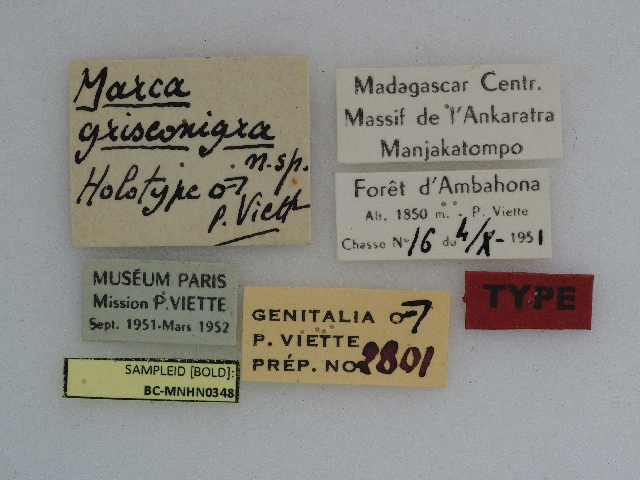 Marca
griseonigra
n. sp.
Holotype ♂
P. Viette
Madagascar Centr.
Massif de l'Ankaratra
Manjakatompo
Forêt d'Ambahona
Alt. 1850 m. - P. Viette
Chasse N° 16 du 4/X - 1951
MUSÉUM PARIS
Mission P. VIETTE
Sept. 1951-Mars 1952
GENITALIA ♂
P. VIETTE
PRÉP. NO 2801
TYPE
SAMPLEID [BOLD]:
BC-MNHN0348